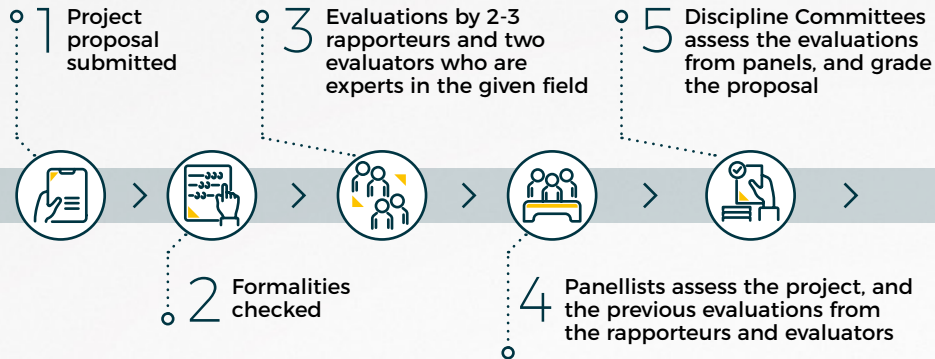 1 Project
proposal
submitted
2 Formalities
checked
3 Evaluations by 2-3
rapporteurs and two
evaluators who are
experts in the given field
4 Panellists assess the project, and
the previous evaluations from
the rapporteurs and evaluators
5 Discipline Committees
assess the evaluations
from panels, and grade
the proposal